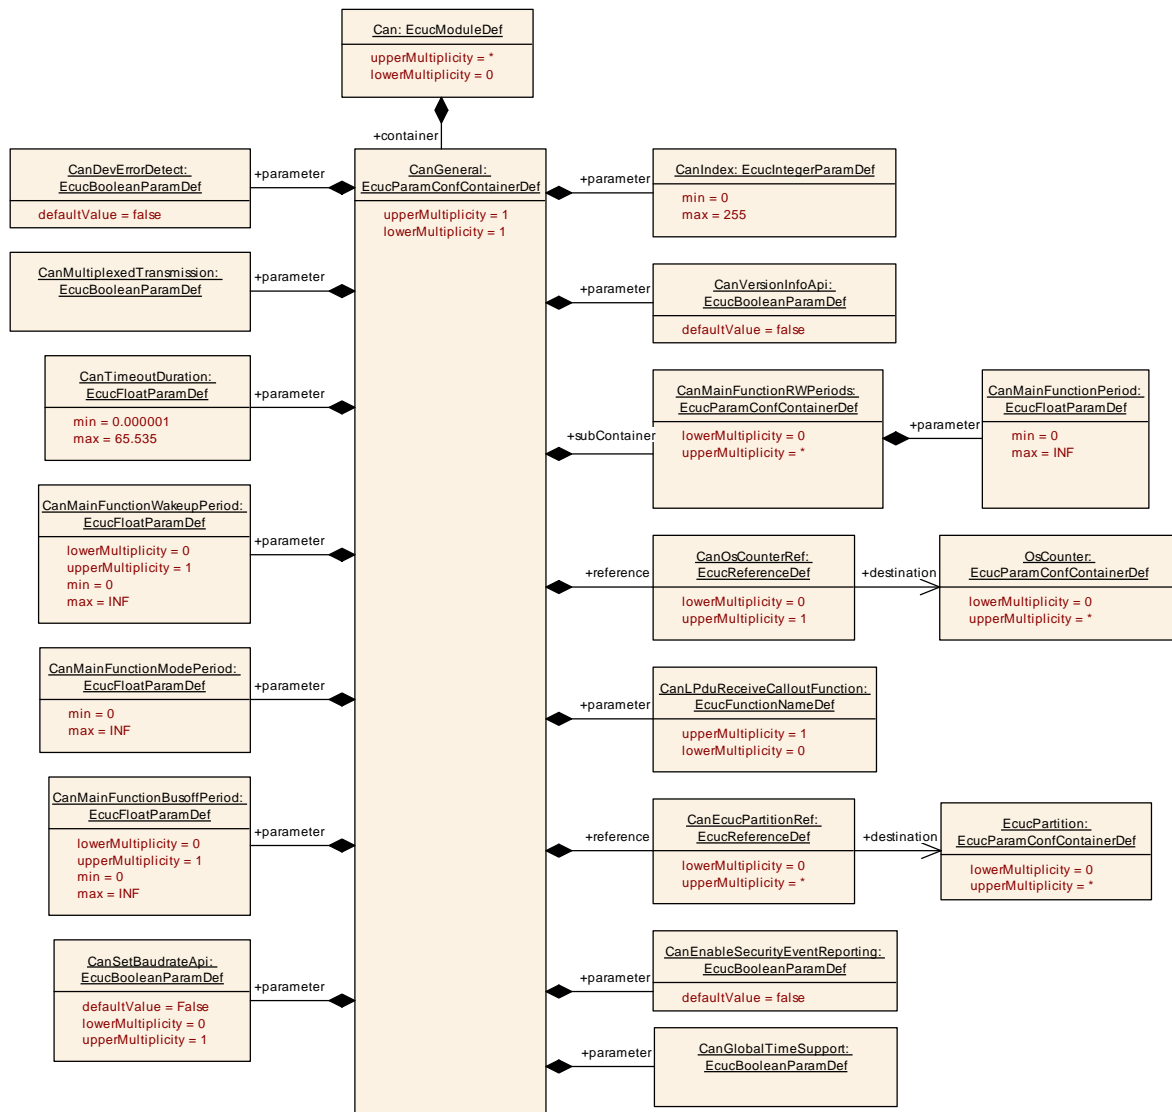 Can: EcucModuleDef
upperMultiplicity = *
lowerMultiplicity = 0
+container
CanGeneral:
EcucParamConfContainerDef
upperMultiplicity = 1
lowerMultiplicity = 1
CanDevErrorDetect:
EcucBooleanParamDef
defaultValue = false
+parameter
CanMultiplexedTransmission:
EcucBooleanParamDef
+parameter
CanTimeoutDuration:
EcucFloatParamDef
min = 0.000001
max = 65.535
+parameter
CanMainFunctionWakeupPeriod:
EcucFloatParamDef
lowerMultiplicity = 0
upperMultiplicity = 1
min = 0
max = INF
+parameter
CanMainFunctionModePeriod:
EcucFloatParamDef
min = 0
max = INF
+parameter
CanMainFunctionBusoffPeriod:
EcucFloatParamDef
lowerMultiplicity = 0
upperMultiplicity = 1
min = 0
max = INF
+parameter
CanSetBaudrateApi:
EcucBooleanParamDef
defaultValue = False
lowerMultiplicity = 0
upperMultiplicity = 1
+parameter
+parameter
CanIndex: EcucIntegerParamDef
min = 0
max = 255
+parameter
CanVersionInfoApi:
EcucBooleanParamDef
defaultValue = false
+subContainer
CanMainFunctionRWPeriods:
EcucParamConfContainerDef
lowerMultiplicity = 0
upperMultiplicity = *
+parameter
CanMainFunctionPeriod:
EcucFloatParamDef
min = 0
max = INF
+reference
CanOsCounterRef:
EcucReferenceDef
lowerMultiplicity = 0
upperMultiplicity = 1
+destination
OsCounter:
EcucParamConfContainerDef
lowerMultiplicity = 0
upperMultiplicity = *
+parameter
CanLPduReceiveCalloutFunction:
EcucFunctionNameDef
upperMultiplicity = 1
lowerMultiplicity = 0
+reference
CanEcucPartitionRef:
EcucReferenceDef
lowerMultiplicity = 0
upperMultiplicity = *
+destination
EcucPartition:
EcucParamConfContainerDef
lowerMultiplicity = 0
upperMultiplicity = *
+parameter
CanEnableSecurityEventReporting:
EcucBooleanParamDef
defaultValue = false
+parameter
CanGlobalTimeSupport:
EcucBooleanParamDef